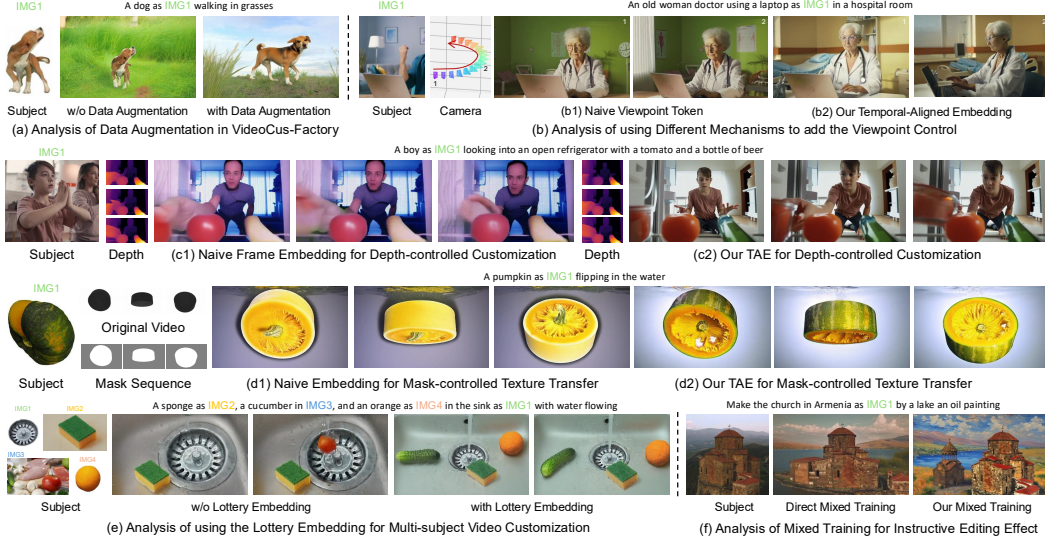 IMG1
A dog as IMG1 walking in grasses
Subject
w/o Data Augmentation
with Data Augmentation
(a) Analysis of Data Augmentation in VideoCus-Factory
IMG1
An old woman doctor using a laptop as IMG1 in a hospital room
1
2
1
2
1
2
Subject
Camera
(b1) Naive Viewpoint Token
(b2) Our Temporal-Aligned Embedding
(b) Analysis of using Different Mechanisms to add the Viewpoint Control
IMG1
A boy as IMG1 looking into an open refrigerator with a tomato and a bottle of beer
Subject
Depth
(c1) Naive Frame Embedding for Depth-controlled Customization
Depth
(c2) Our TAE for Depth-controlled Customization
A pumpkin as IMG1 flipping in the water
IMG1
Original Video
Subject
Mask Sequence
(d1) Naive Embedding for Mask-controlled Texture Transfer
(d2) Our TAE for Mask-controlled Texture Transfer
A sponge as IMG2, a cucumber in IMG3, and an orange as IMG4 in the sink as IMG1 with water flowing
IMG1
IMG2
IMG3
IMG4
Subject
w/o Lottery Embedding
with Lottery Embedding
(e) Analysis of using the Lottery Embedding for Multi-subject Video Customization
Make the church in Armenia as IMG1 by a lake an oil painting
Subject
Direct Mixed Training
Our Mixed Training
(f) Analysis of Mixed Training for Instructive Editing Effect